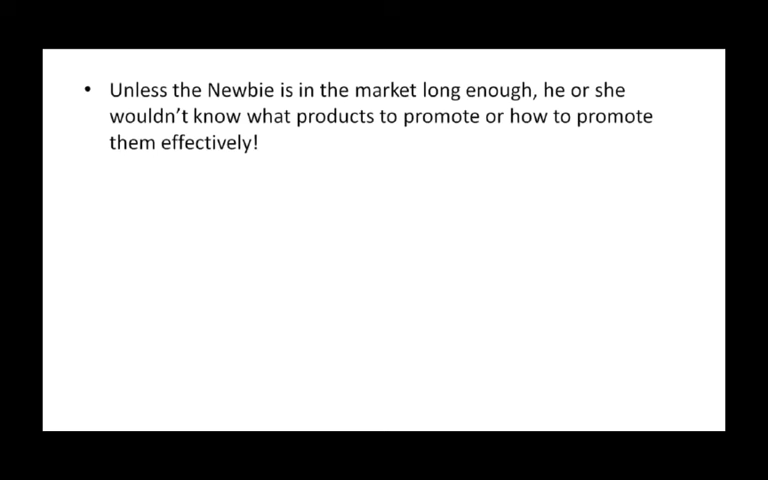 • Unless the Newbie is in the market long enough, he or she
wouldn’t know what products to promote or how to promote
them effectively!